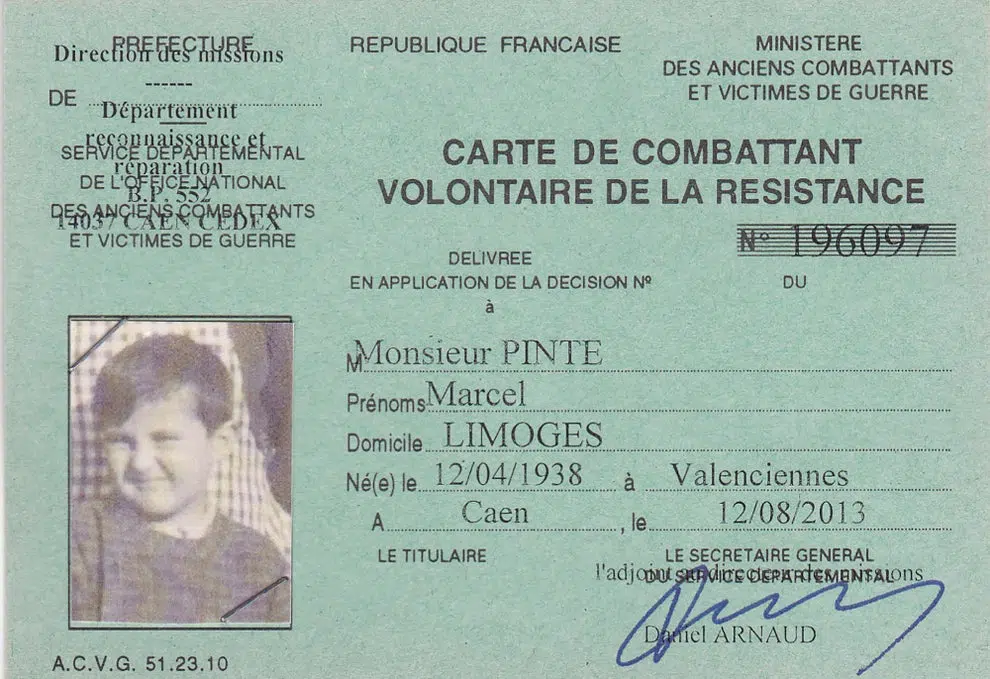 PREFECTURE
Direction des missions
------
DE
Département
reconnaissance et
SERVICE DEPARTEMENTAL
réparation
DE L'OFFICE NATIONAL
B.P. 552
DES ANCIENS COMBATTANTS
14037 CAEN CEDEX
ET VICTIMES DE GUERRE
REPUBLIQUE FRANCAISE
MINISTERE
DES ANCIENS COMBATTANTS
ET VICTIMES DE GUERRE
CARTE DE COMBATTANT
VOLONTAIRE DE LA RESISTANCE
N° 196097
DELIVREE
EN APPLICATION DE LA DECISION N° DU
à
M Monsieur PINTE
Prénoms Marcel
Domicile LIMOGES
Né(e) le 12/04/1938 à Valenciennes
A Caen , le 12/08/2013
LE TITULAIRE
LE SECRETAIRE GENERAL
l'adjoint au directeur des missions
DU SERVICE DEPARTEMENTAL
Daniel ARNAUD
A.C.V.G. 51.23.10